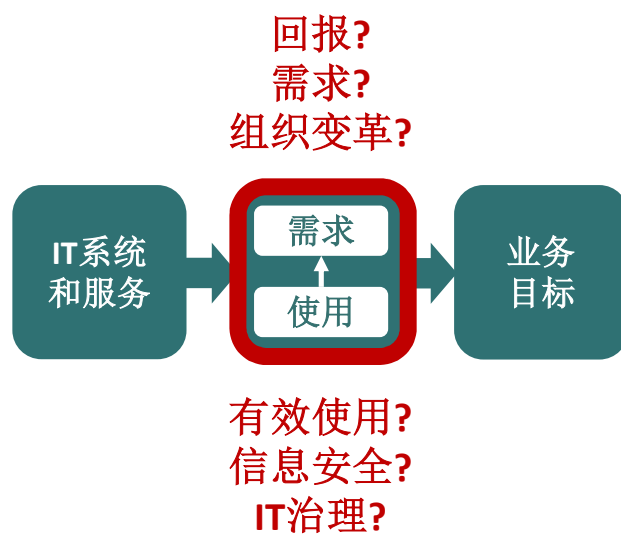 回报?
需求?
组织变革?
IT系统
和服务
需求
使用
业务
目标
有效使用?
信息安全?
IT治理?